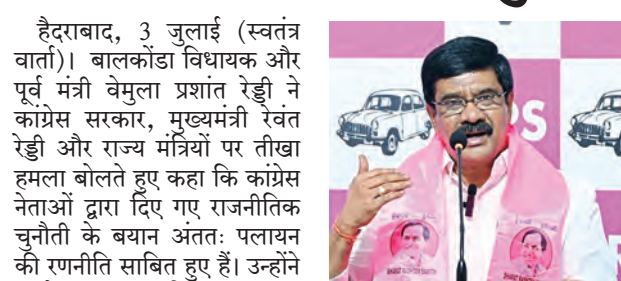 हैदराबाद, 3 जुलाई (स्वतंत्र
वार्ता)। बालकोंडा विधायक और
पूर्व मंत्री वेमुला प्रशांत रेड्डी ने
कांग्रेस सरकार, मुख्यमंत्री रेवंत
रेड्डी और राज्य मंत्रियों पर तीखा
हमला बोलते हुए कहा कि कांग्रेस
नेताओं द्वारा दिए गए राजनीतिक
चुनौती के बयान अंततः पलायन
की रणनीति साबित हुए हैं। उन्होंने